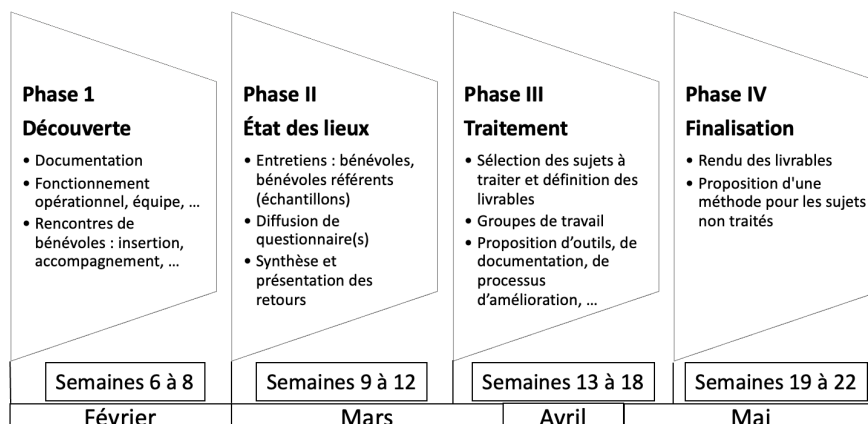 Phase 1
Découverte
• Documentation
• Fonctionnement
opérationnel, équipe, ...
• Rencontres de
bénévoles : insertion,
accompagnement, ...
Phase II
État des lieux
• Entretiens : bénévoles,
bénévoles référents
(échantillons)
• Diffusion de
questionnaire(s)
• Synthèse et
présentation des
retours
Phase III
Traitement
• Sélection des sujets à
traiter et définition des
livrables
• Groupes de travail
• Proposition d’outils, de
documentation, de
processus
d’amélioration, ...
Phase IV
Finalisation
• Rendu des livrables
• Proposition d'une
méthode pour les sujets
non traités
Semaines 6 à 8
Semaines 9 à 12
Semaines 13 à 18
Semaines 19 à 22
Février
Mars
Avril
Mai